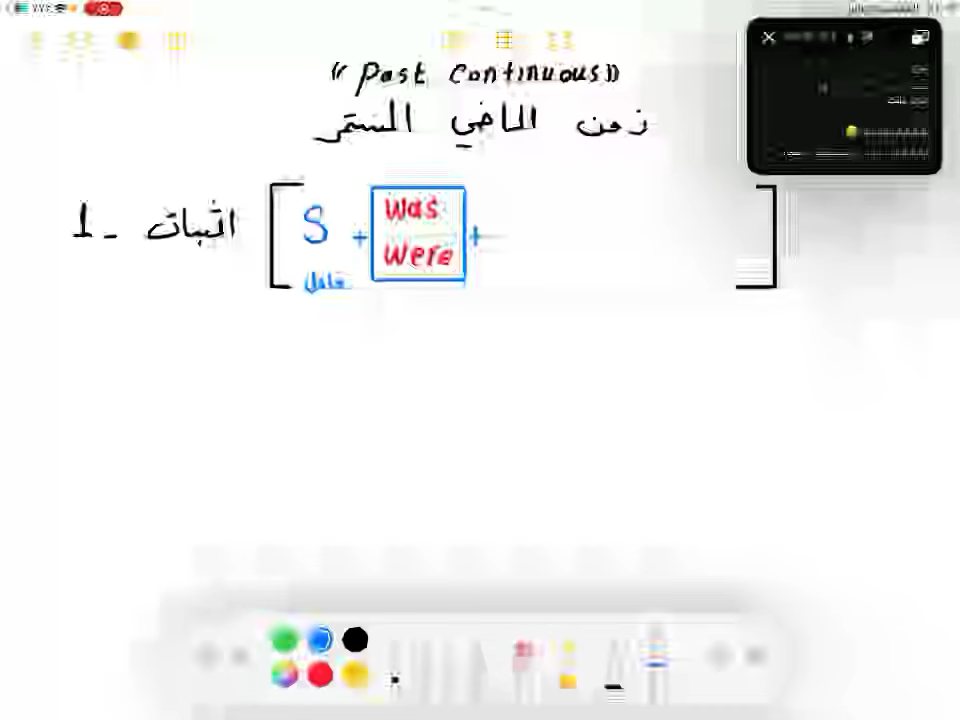 « Past continuous »
زمن الماضي المستمر
1 - اثبات [ S + was were + ]
فاعل